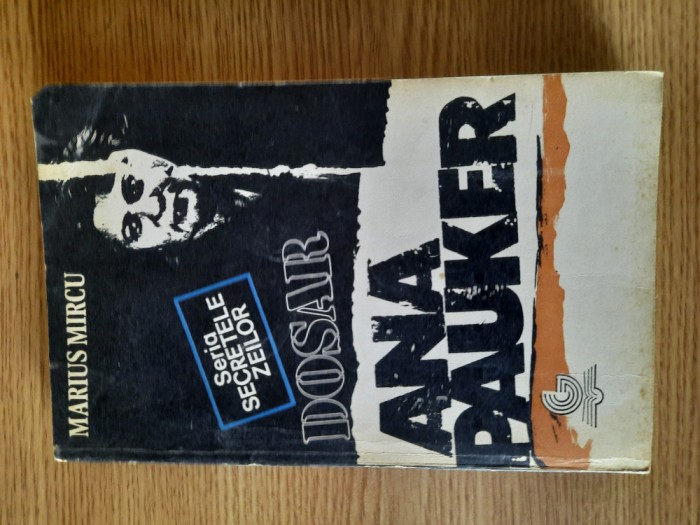 MARIUS MIRCU
Seria
SECRETELE
ZEILOR
DOSAR
ANA
PAUKER